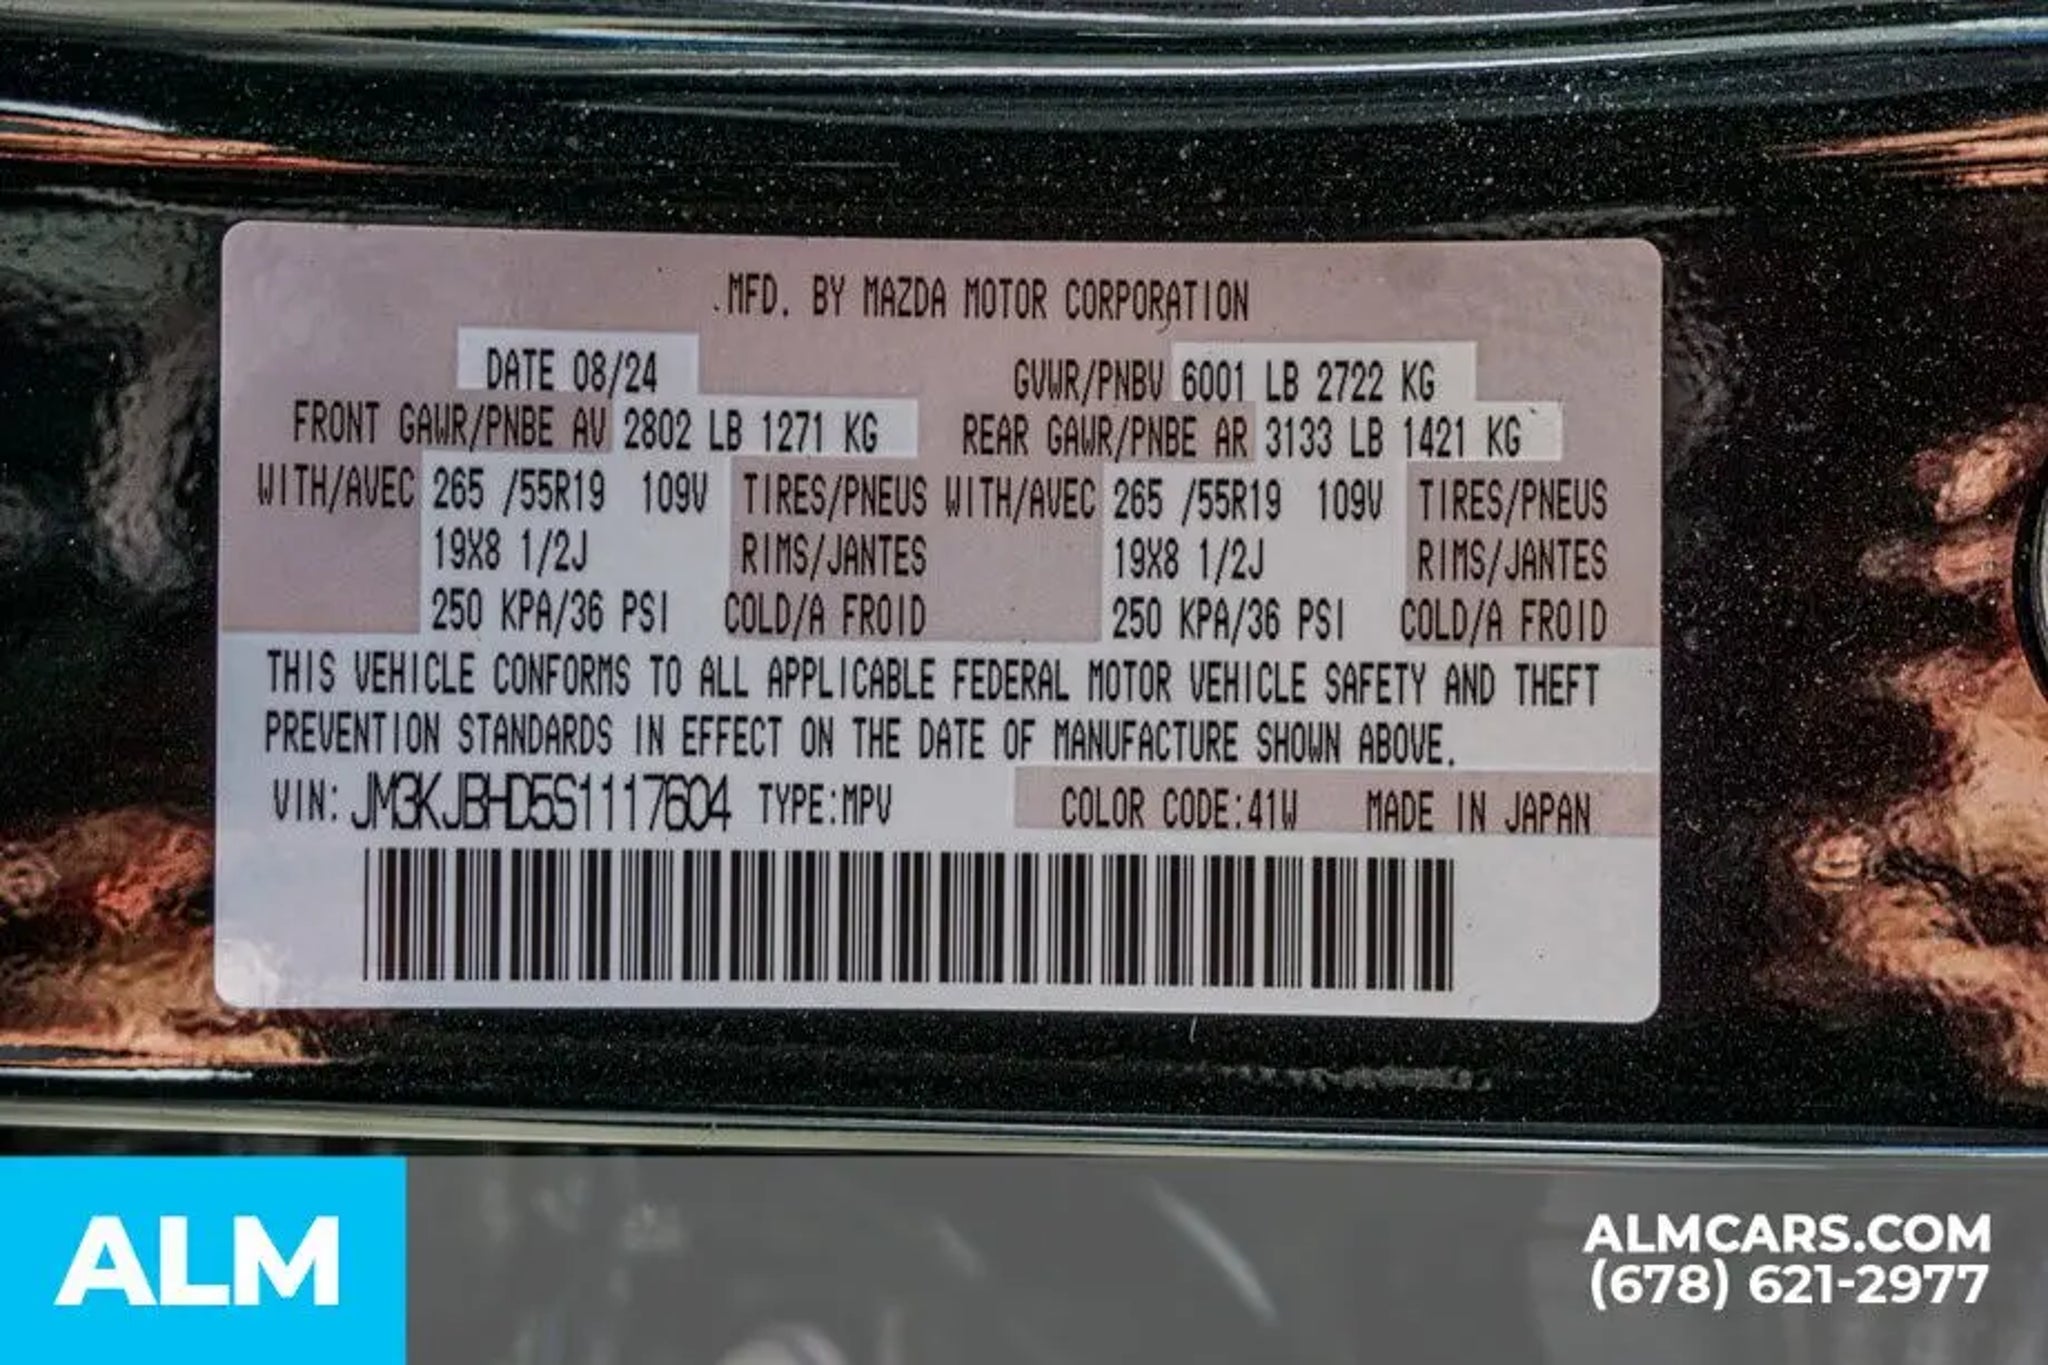 MFD. BY MAZDA MOTOR CORPORATION
DATE 08/24 GVWR/PNBV 6001 LB 2722 KG
FRONT GAWR/PNBE AV 2802 LB 1271 KG REAR GAWR/PNBE AR 3133 LB 1421 KG
WITH/AVEC 265 /55R19 109V TIRES/PNEUS WITH/AVEC 265 /55R19 109V TIRES/PNEUS
19X8 1/2J RIMS/JANTES 19X8 1/2J RIMS/JANTES
250 KPA/36 PSI COLD/A FROID 250 KPA/36 PSI COLD/A FROID
THIS VEHICLE CONFORMS TO ALL APPLICABLE FEDERAL MOTOR VEHICLE SAFETY AND THEFT
PREVENTION STANDARDS IN EFFECT ON THE DATE OF MANUFACTURE SHOWN ABOVE.
VIN: JM3KJBHD5S1117604 TYPE:MPV COLOR CODE:41W MADE IN JAPAN
ALM
ALMCARS.COM
(678) 621-2977